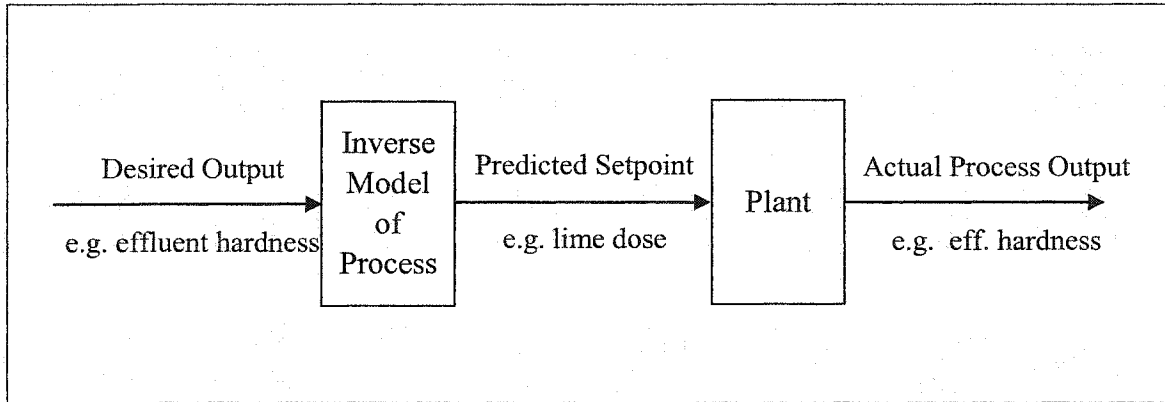 Desired Output
e.g. effluent hardness
Inverse
Model
of
Process
Predicted Setpoint
e.g. lime dose
Plant
Actual Process Output
e.g. eff. hardness